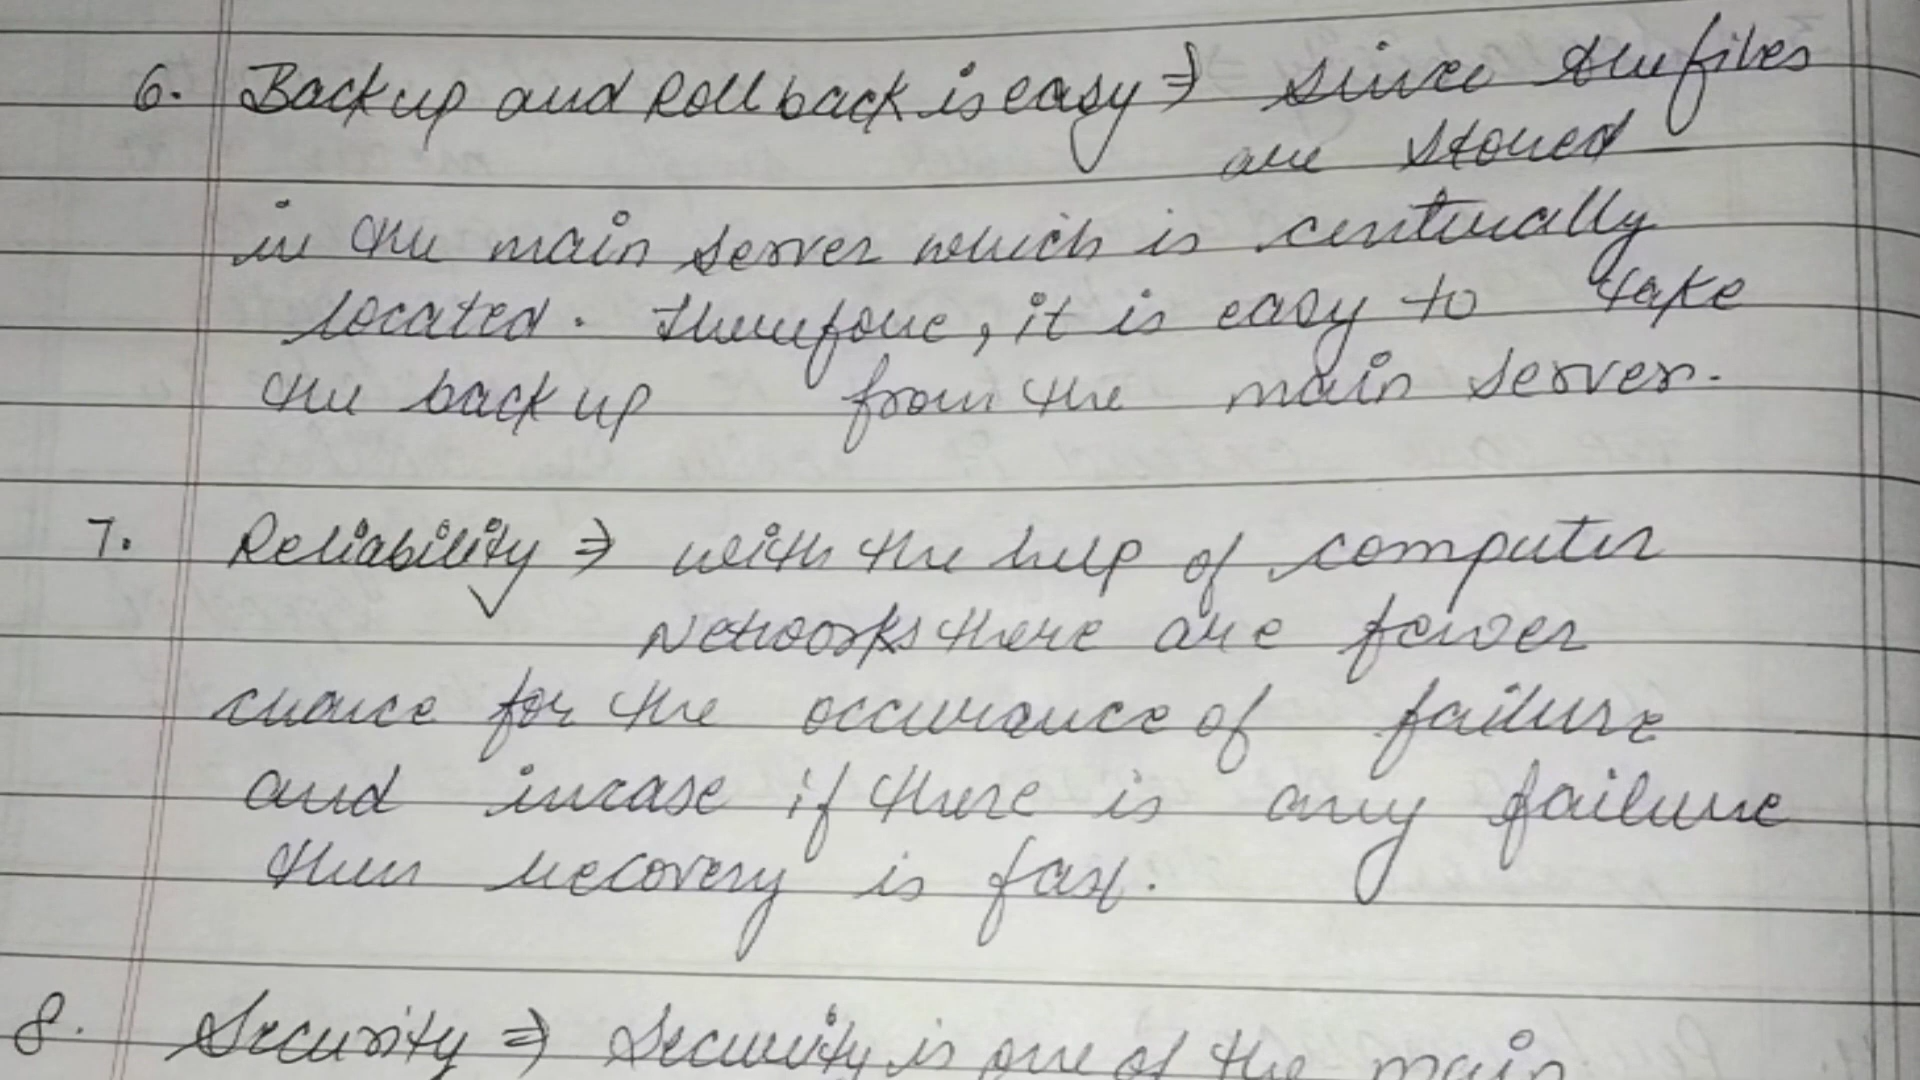 6. Backup and Rollback is easy ⇒ since the files
are stored
in the main server which is centrually
located. therefore, it is easy to take
the back up from the main server.
7. Reliability ⇒ with the help of computer
Networks there are fewer
chance for the occurance of failure
and incase if there is any failure
then recovery is fast.
8. Security ⇒ Security is one of the main